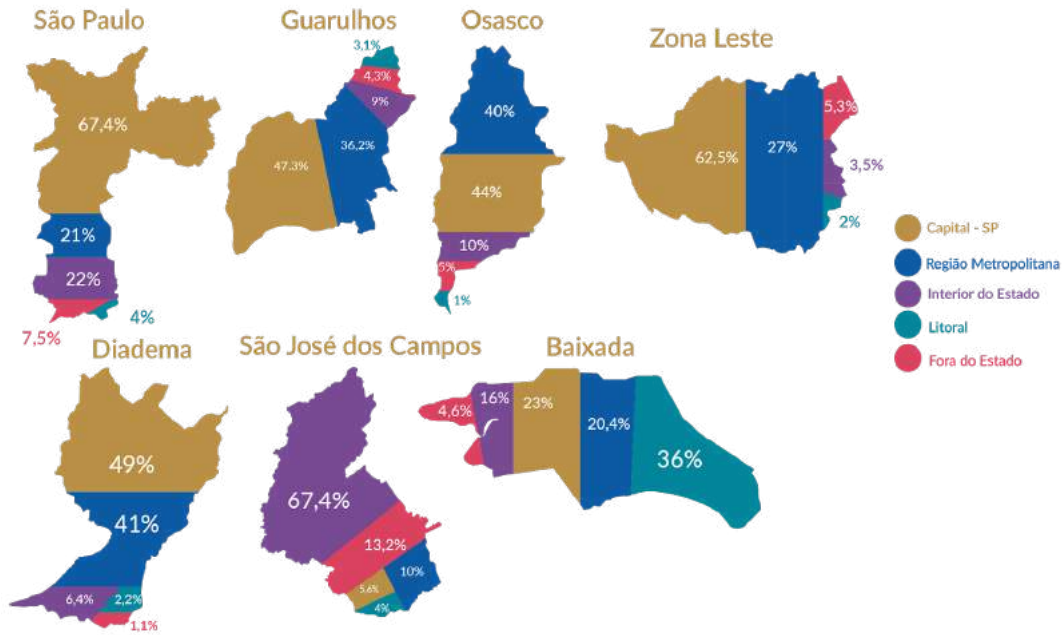 São Paulo
67,4%
21%
22%
7,5%
4%
Guarulhos
3,1%
4,3%
9%
36,2%
47.3%
Osasco
40%
44%
10%
5%
1%
Zona Leste
62,5%
27%
5,3%
3,5%
2%
Capital - SP
Região Metropolitana
Interior do Estado
Litoral
Fora do Estado
Diadema
49%
41%
6,4%
2,2%
1,1%
São José dos Campos
67,4%
13,2%
10%
5,6%
4%
Baixada
4,6%
16%
23%
20,4%
36%